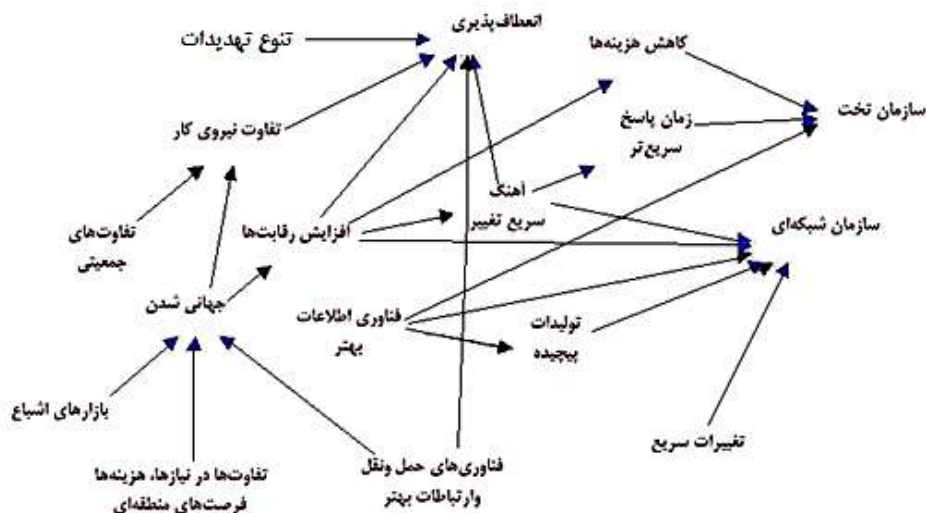 انعطاف‌پذیری
تنوع تهدیدات
کاهش هزینه‌ها
سازمان تخت
تفاوت نیروی کار
زمان پاسخ
سریع‌تر
آهنگ
سریع تغییر
تفاوت‌های
جمعیتی
افزایش رقابت‌ها
سازمان شبکه‌ای
جهانی شدن
فناوری اطلاعات
بهتر
تولیدات
پیچیده
بازارهای اشباع
تغییرات سریع
تفاوت‌ها در نیازها، هزینه‌ها
فرصت‌های منطقه‌ای
فناوری‌های حمل ونقل
وارتباطات بهتر